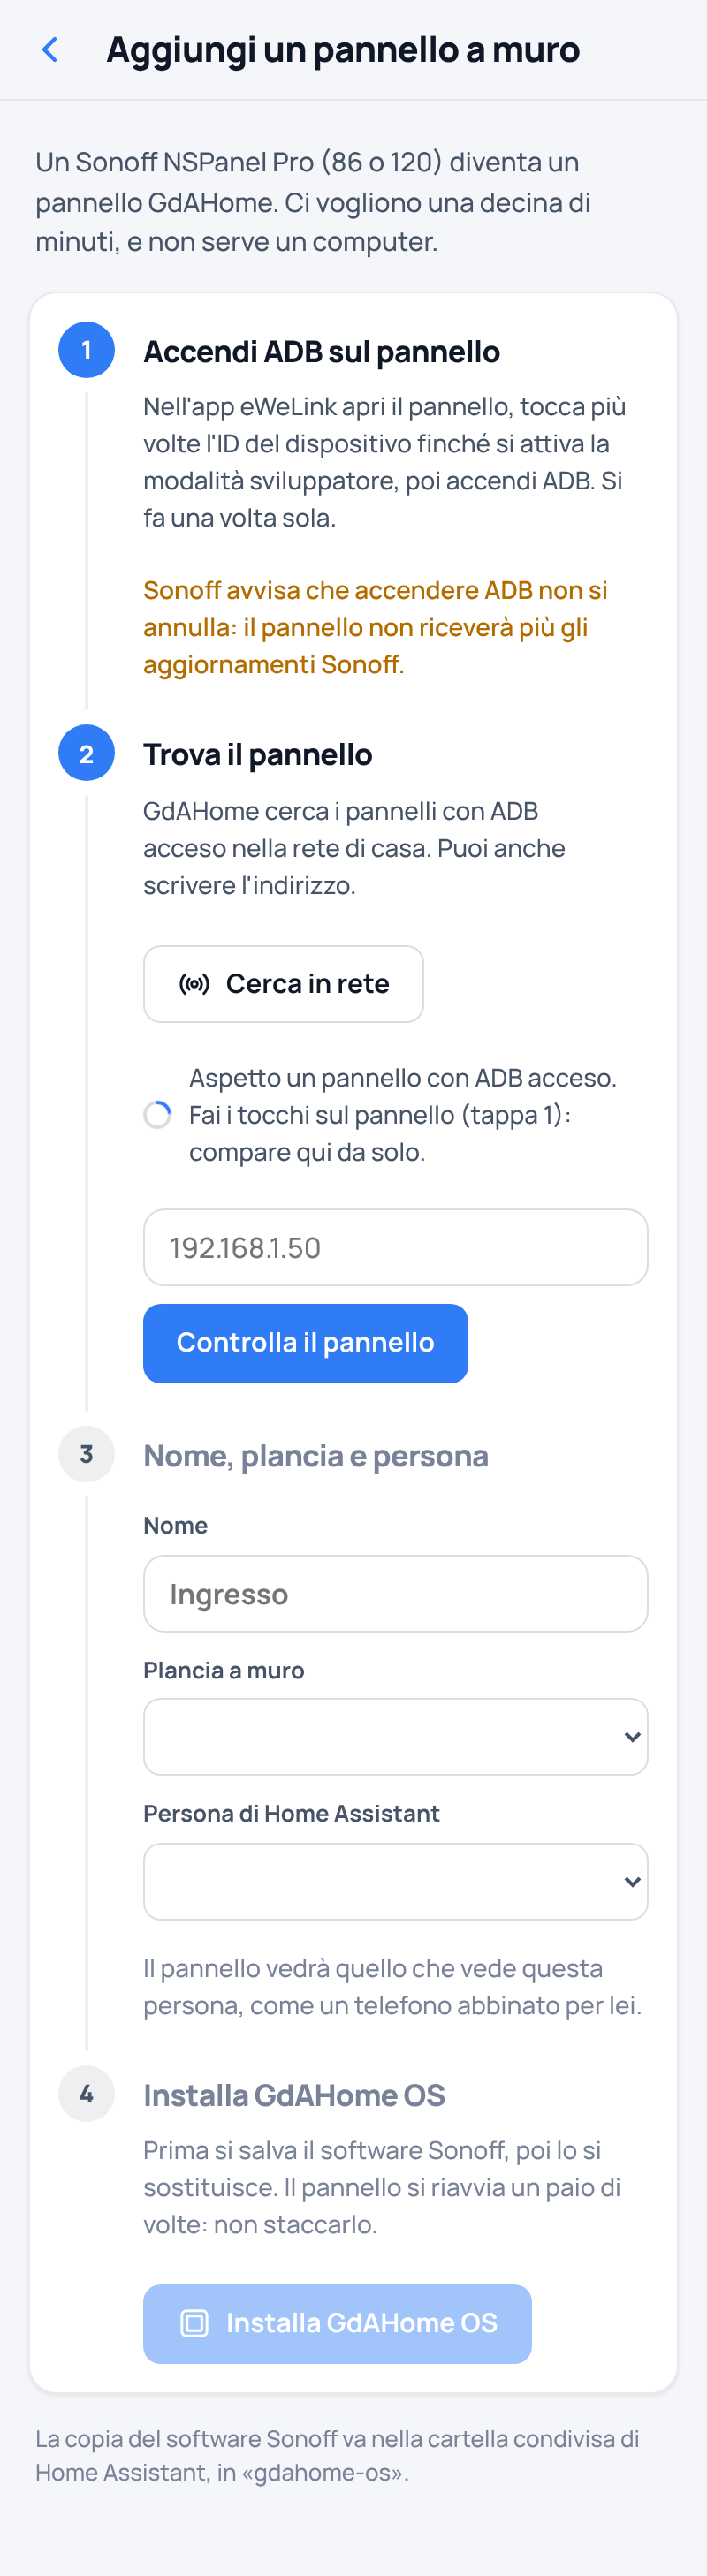 Aggiungi un pannello a muro
Un Sonoff NSPanel Pro (86 o 120) diventa un
pannello GdAHome. Ci vogliono una decina di
minuti, e non serve un computer.
1
Accendi ADB sul pannello
Nell'app eWeLink apri il pannello, tocca più
volte l'ID del dispositivo finché si attiva la
modalità sviluppatore, poi accendi ADB. Si
fa una volta sola.
Sonoff avvisa che accendere ADB non si
annulla: il pannello non riceverà più gli
aggiornamenti Sonoff.
2
Trova il pannello
GdAHome cerca i pannelli con ADB
acceso nella rete di casa. Puoi anche
scrivere l'indirizzo.
Cerca in rete
Aspetto un pannello con ADB acceso.
Fai i tocchi sul pannello (tappa 1):
compare qui da solo.
192.168.1.50
Controlla il pannello
3
Nome, plancia e persona
Nome
Ingresso
Plancia a muro
Persona di Home Assistant
Il pannello vedrà quello che vede questa
persona, come un telefono abbinato per lei.
4
Installa GdAHome OS
Prima si salva il software Sonoff, poi lo si
sostituisce. Il pannello si riavvia un paio di
volte: non staccarlo.
Installa GdAHome OS
La copia del software Sonoff va nella cartella condivisa di
Home Assistant, in «gdahome-os».